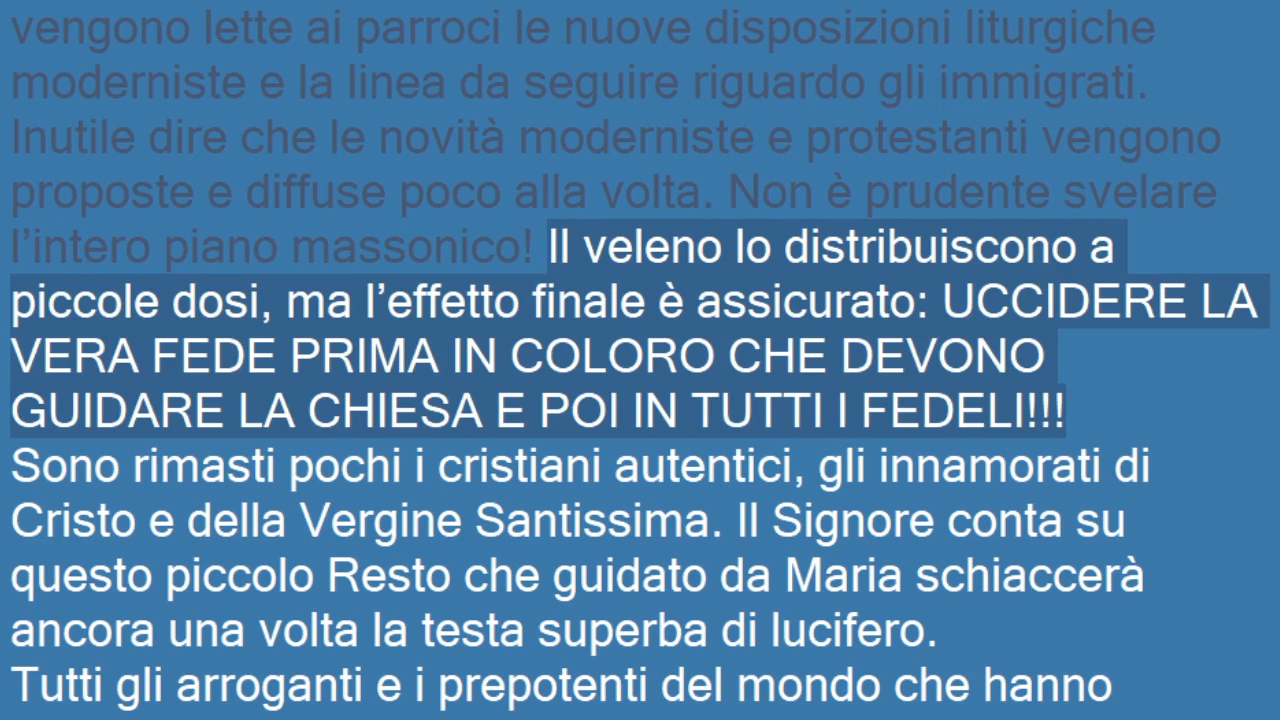 vengono lette ai parroci le nuove disposizioni liturgiche
moderniste e la linea da seguire riguardo gli immigrati.
Inutile dire che le novità moderniste e protestanti vengono
proposte e diffuse poco alla volta. Non è prudente svelare
l’intero piano massonico! Il veleno lo distribuiscono a
piccole dosi, ma l’effetto finale è assicurato: UCCIDERE LA
VERA FEDE PRIMA IN COLORO CHE DEVONO
GUIDARE LA CHIESA E POI IN TUTTI I FEDELI!!!
Sono rimasti pochi i cristiani autentici, gli innamorati di
Cristo e della Vergine Santissima. Il Signore conta su
questo piccolo Resto che guidato da Maria schiaccerà
ancora una volta la testa superba di lucifero.
Tutti gli arroganti e i prepotenti del mondo che hanno